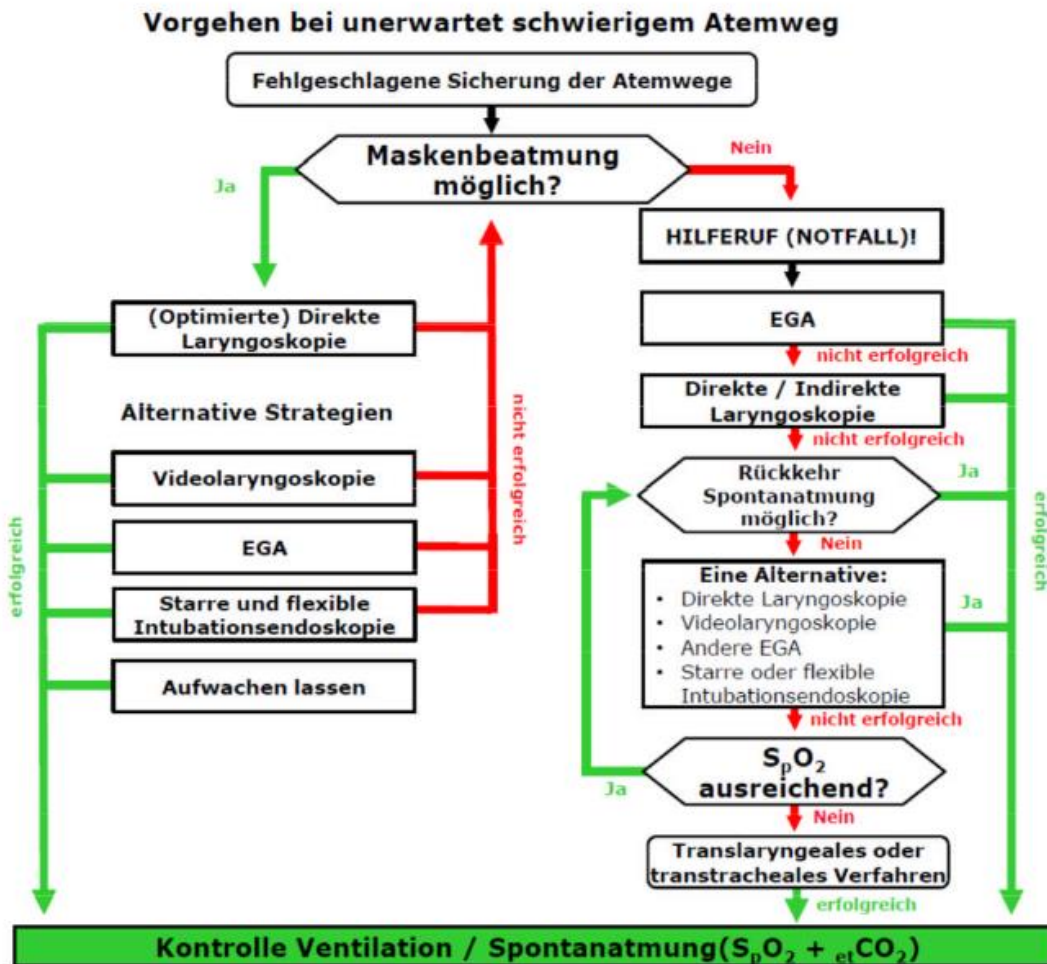 Vorgehen bei unerwartet schwierigem Atemweg
Fehlgeschlagene Sicherung der Atemwege
Maskenbeatmung
möglich?
Ja
Nein
(Optimierte) Direkte
Laryngoskopie
Alternative Strategien
Videolaryngoskopie
EGA
Starre und flexible
Intubationsendoskopie
Aufwachen lassen
erfolgreich
nicht erfolgreich
HILFERUF (NOTFALL)!
EGA
nicht erfolgreich
Direkte / Indirekte
Laryngoskopie
nicht erfolgreich
Rückkehr
Spontanatmung
möglich?
Ja
Nein
Eine Alternative:
• Direkte Laryngoskopie
• Videolaryngoskopie
• Andere EGA
• Starre oder flexible
Intubationsendoskopie
Ja
nicht erfolgreich
SpO2
ausreichend?
Ja
Nein
Translaryngeales oder
transtracheales Verfahren
erfolgreich
erfolgreich
Kontrolle Ventilation / Spontanatmung(SpO2 + etCO2)